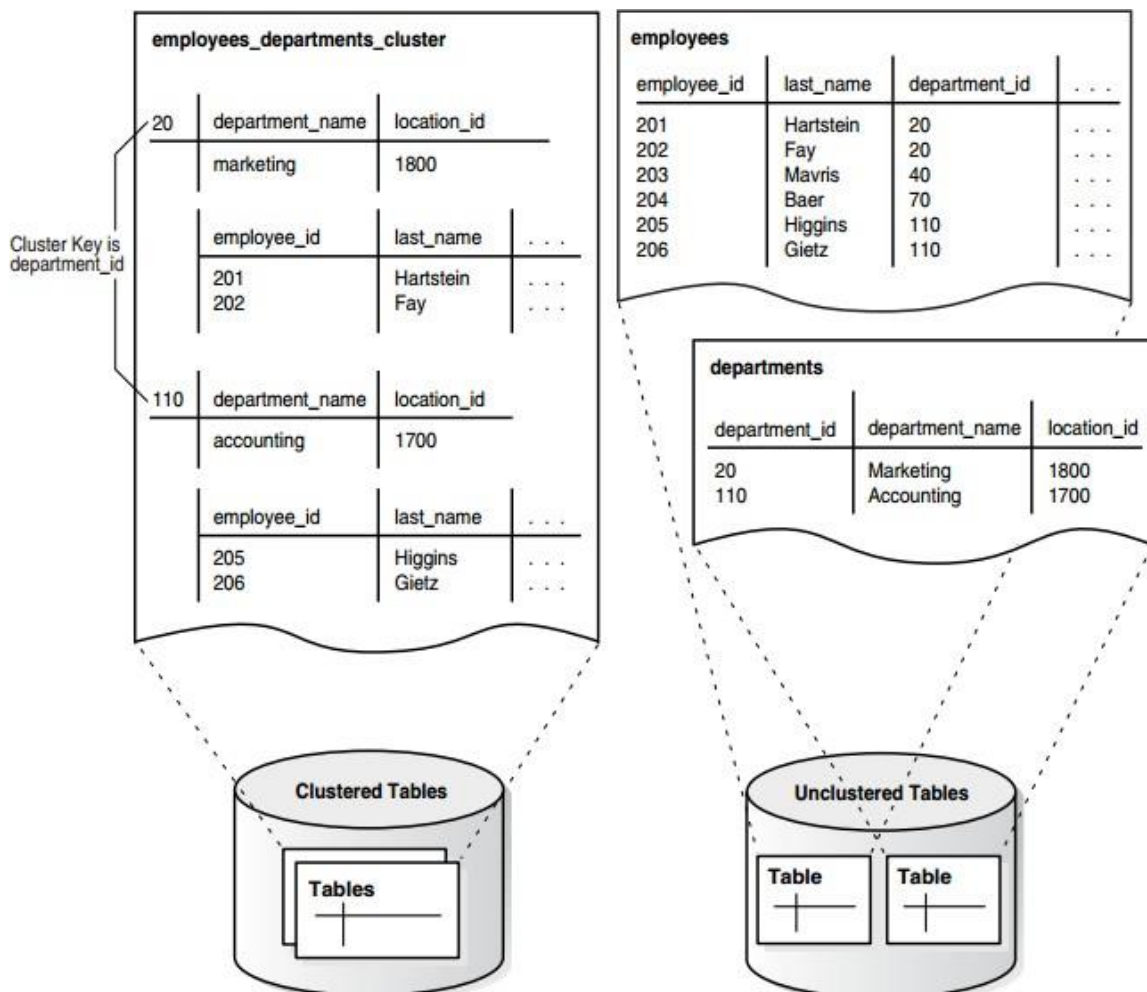 employees_departments_cluster
20 department_name location_id
marketing 1800
employee_id last_name . . .
201 Hartstein . . .
202 Fay . . .
Cluster Key is
department_id
110 department_name location_id
accounting 1700
employee_id last_name . . .
205 Higgins . . .
206 Gietz . . .
employees
employee_id last_name department_id . . .
201 Hartstein 20 . . .
202 Fay 20 . . .
203 Mavris 40 . . .
204 Baer 70 . . .
205 Higgins 110 . . .
206 Gietz 110 . . .
departments
department_id department_name location_id
20 Marketing 1800
110 Accounting 1700
Clustered Tables
Tables
Unclustered Tables
Table Table